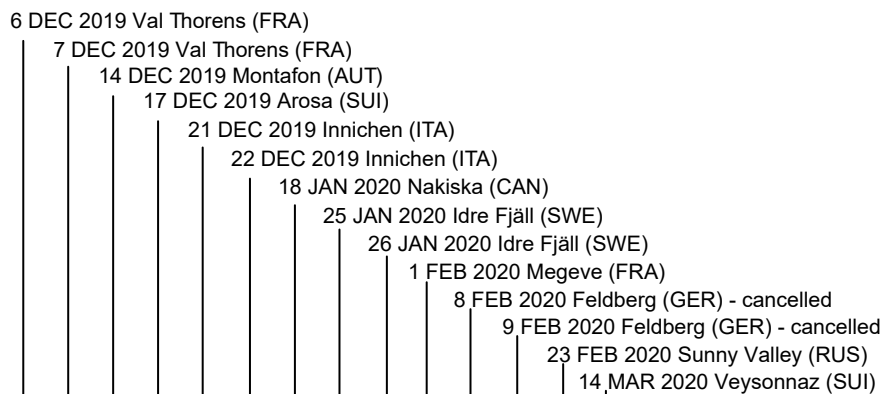 6 DEC 2019 Val Thorens (FRA)
7 DEC 2019 Val Thorens (FRA)
14 DEC 2019 Montafon (AUT)
17 DEC 2019 Arosa (SUI)
21 DEC 2019 Innichen (ITA)
22 DEC 2019 Innichen (ITA)
18 JAN 2020 Nakiska (CAN)
25 JAN 2020 Idre Fjäll (SWE)
26 JAN 2020 Idre Fjäll (SWE)
1 FEB 2020 Megeve (FRA)
8 FEB 2020 Feldberg (GER) - cancelled
9 FEB 2020 Feldberg (GER) - cancelled
23 FEB 2020 Sunny Valley (RUS)
14 MAR 2020 Veysonnaz (SUI)